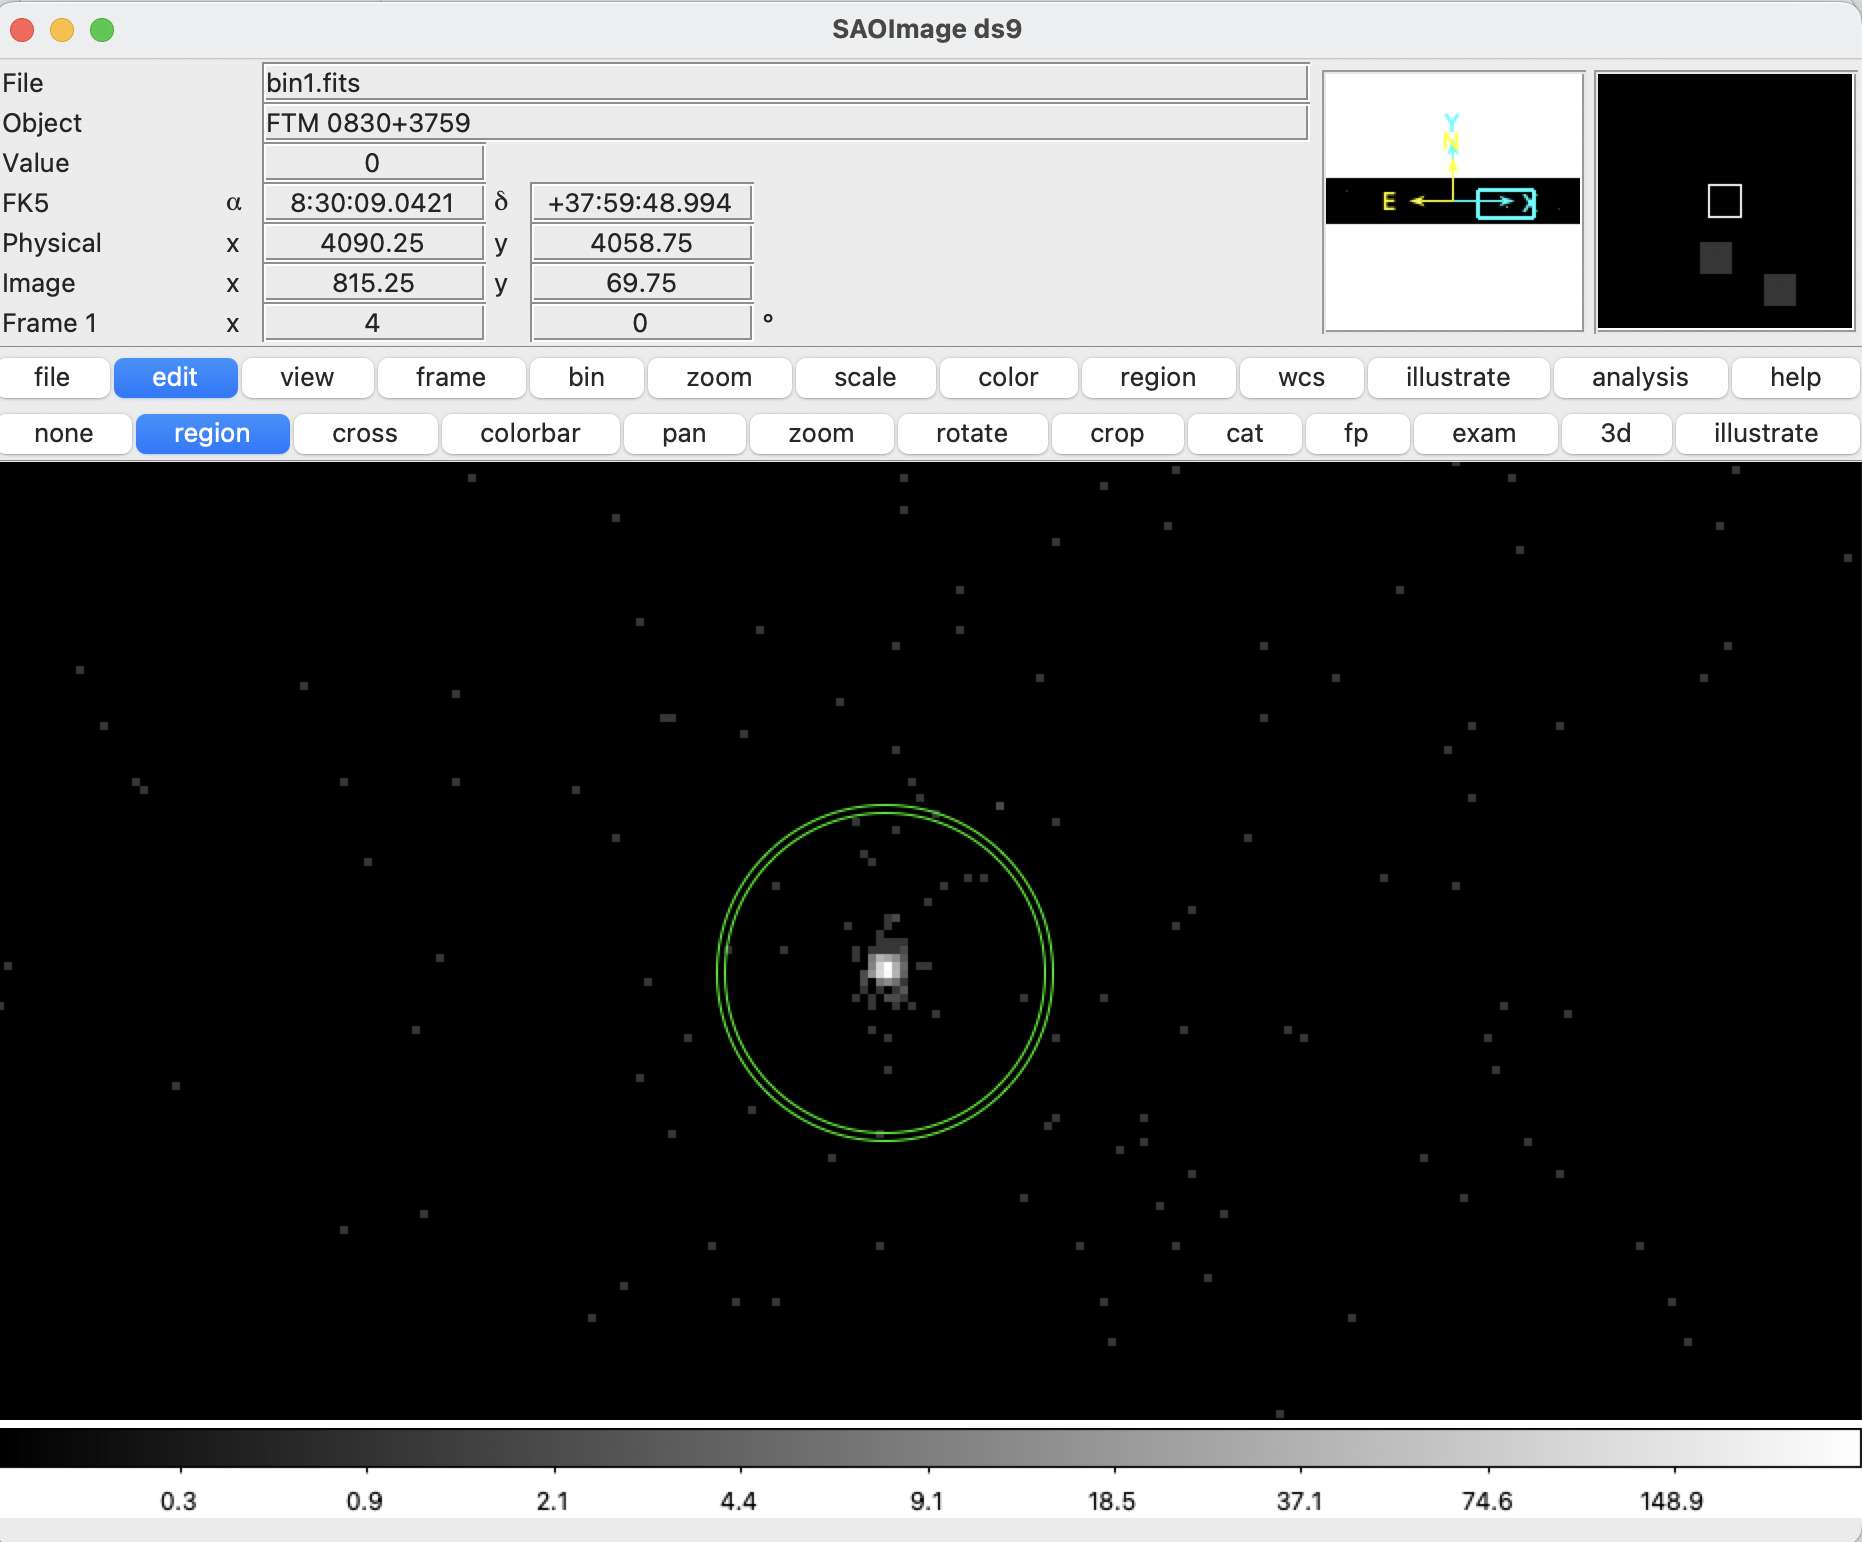 SAOImage ds9
File bin1.fits
Object FTM 0830+3759
Value 0
FK5 α 8:30:09.0421 δ +37:59:48.994
Physical x 4090.25 y 4058.75
Image x 815.25 y 69.75
Frame 1 x 4 0 °
Y
N
E X
file edit view frame bin zoom scale color region wcs illustrate analysis help
none region cross colorbar pan zoom rotate crop cat fp exam 3d illustrate
0.3 0.9 2.1 4.4 9.1 18.5 37.1 74.6 148.9